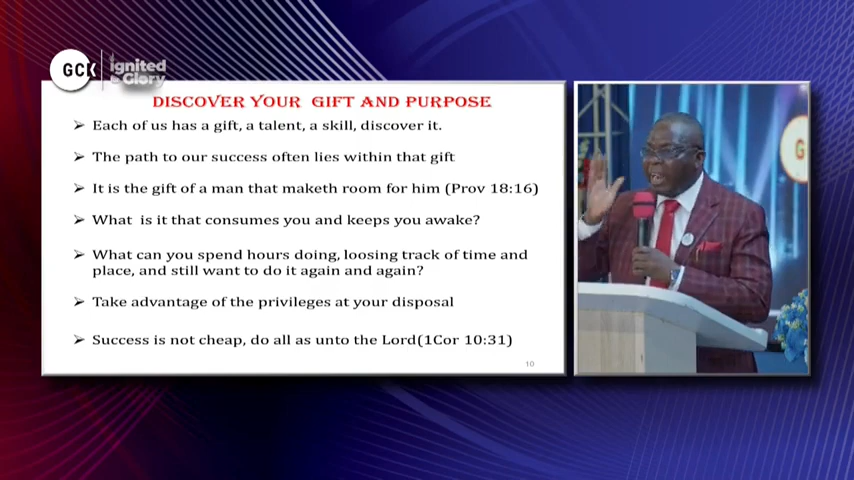 GCK
Ignited
Glory
DISCOVER YOUR GIFT AND PURPOSE
➢ Each of us has a gift, a talent, a skill, discover it.
➢ The path to our success often lies within that gift
➢ It is the gift of a man that maketh room for him (Prov 18:16)
➢ What is it that consumes you and keeps you awake?
➢ What can you spend hours doing, loosing track of time and
place, and still want to do it again and again?
➢ Take advantage of the privileges at your disposal
➢ Success is not cheap, do all as unto the Lord(1Cor 10:31)
10